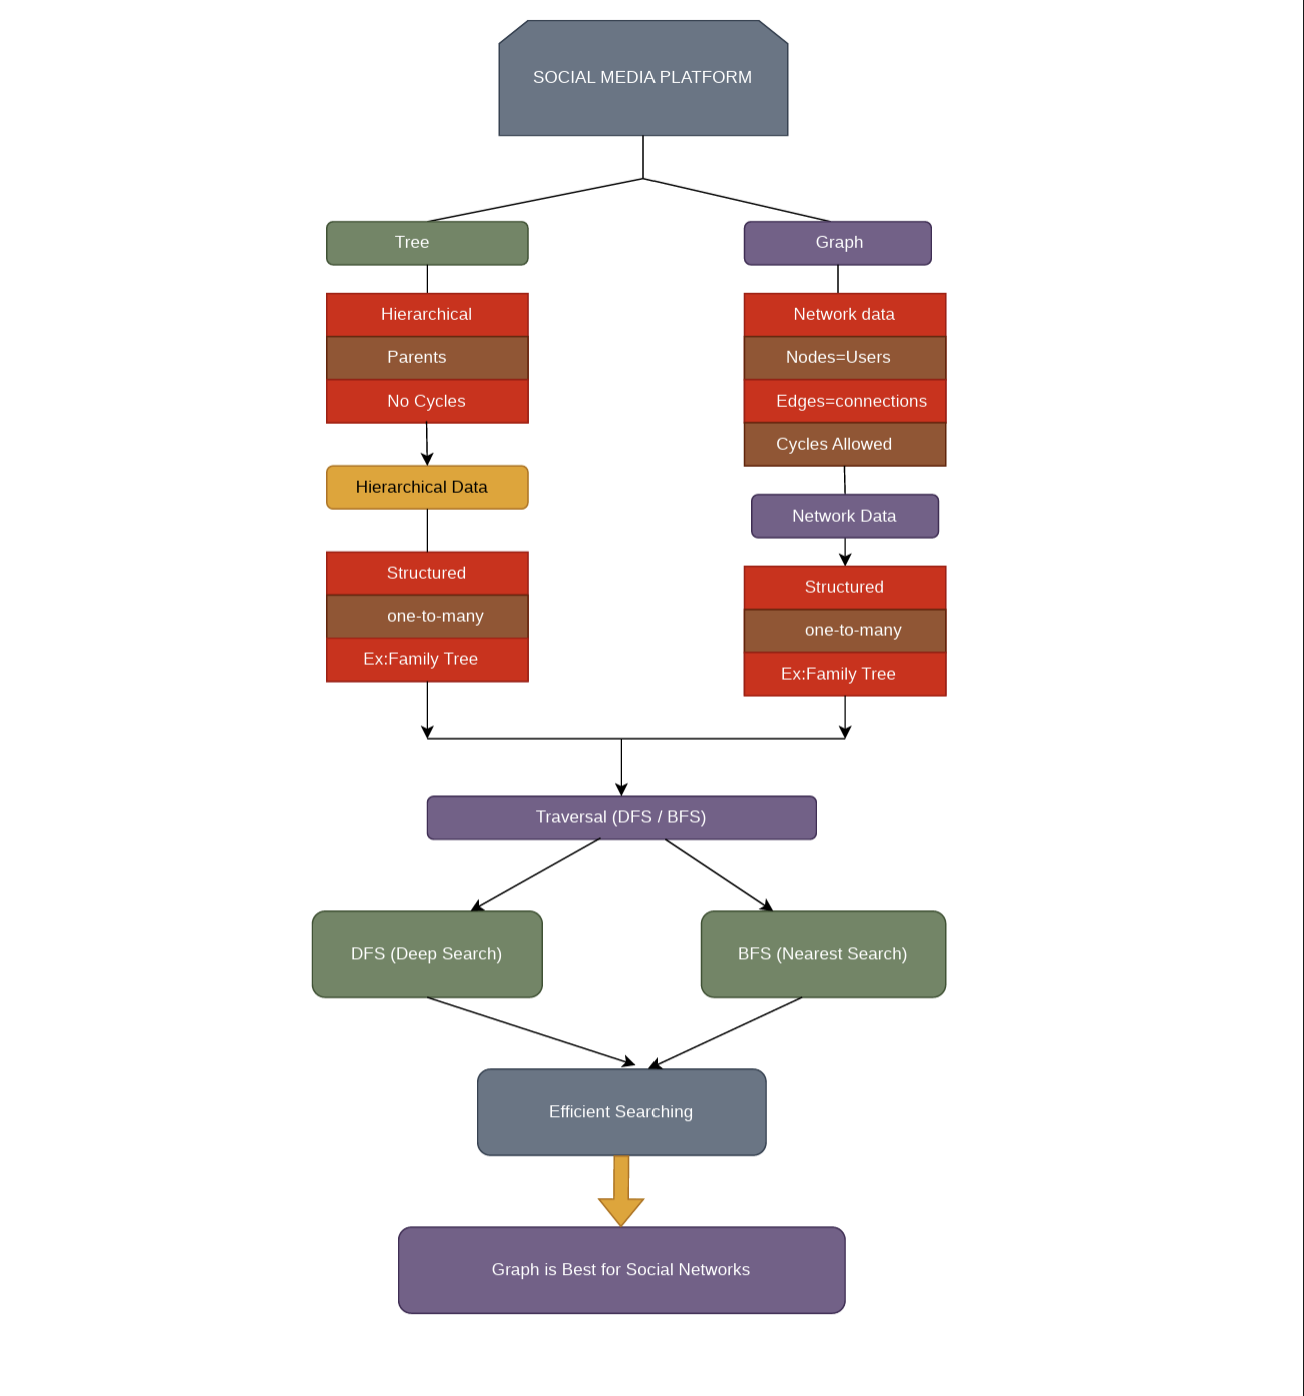 SOCIAL MEDIA PLATFORM
Tree
Hierarchical
Parents
No Cycles
Hierarchical Data
Structured
one-to-many
Ex:Family Tree
Graph
Network data
Nodes=Users
Edges=connections
Cycles Allowed
Network Data
Structured
one-to-many
Ex:Family Tree
Traversal (DFS / BFS)
DFS (Deep Search)
BFS (Nearest Search)
Efficient Searching
Graph is Best for Social Networks